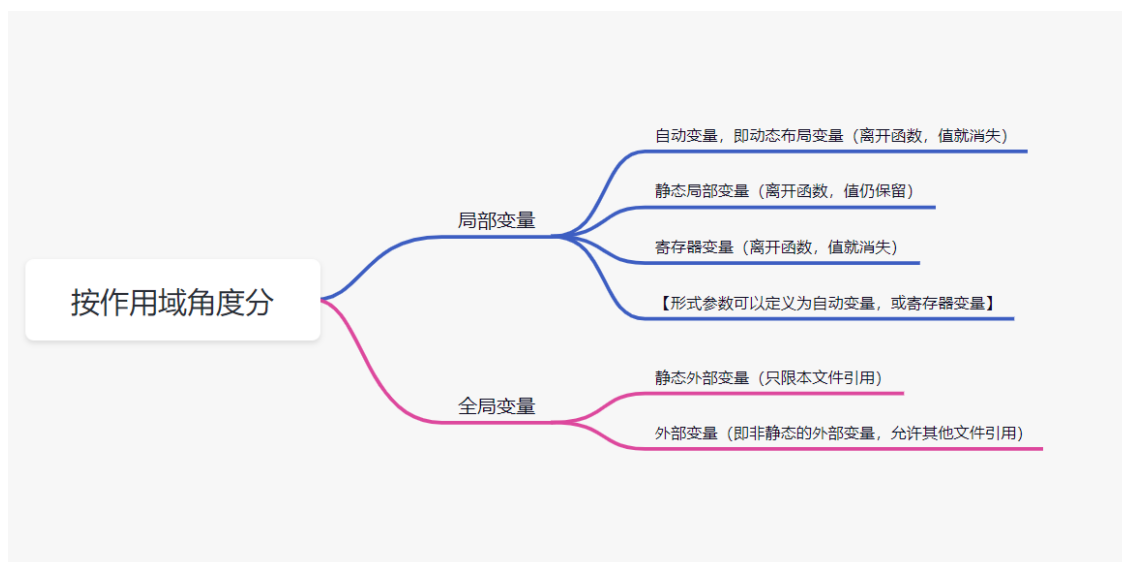 按作用域角度分
局部变量
自动变量，即动态布局变量（离开函数，值就消失）
静态局部变量（离开函数，值仍保留）
寄存器变量（离开函数，值就消失）
【形式参数可以定义为自动变量，或寄存器变量】
全局变量
静态外部变量（只限本文件引用）
外部变量（即非静态的外部变量，允许其他文件引用）